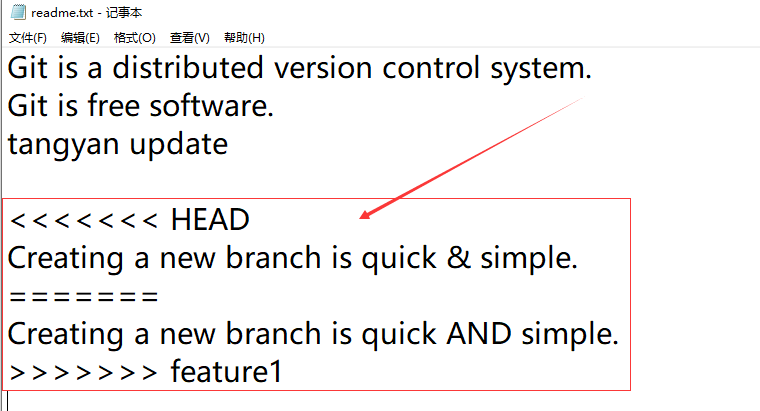 readme.txt - 记事本
文件(F) 编辑(E) 格式(O) 查看(V) 帮助(H)
Git is a distributed version control system.
Git is free software.
tangyan update
<<<<<<< HEAD
Creating a new branch is quick & simple.
=======
Creating a new branch is quick AND simple.
>>>>>>> feature1